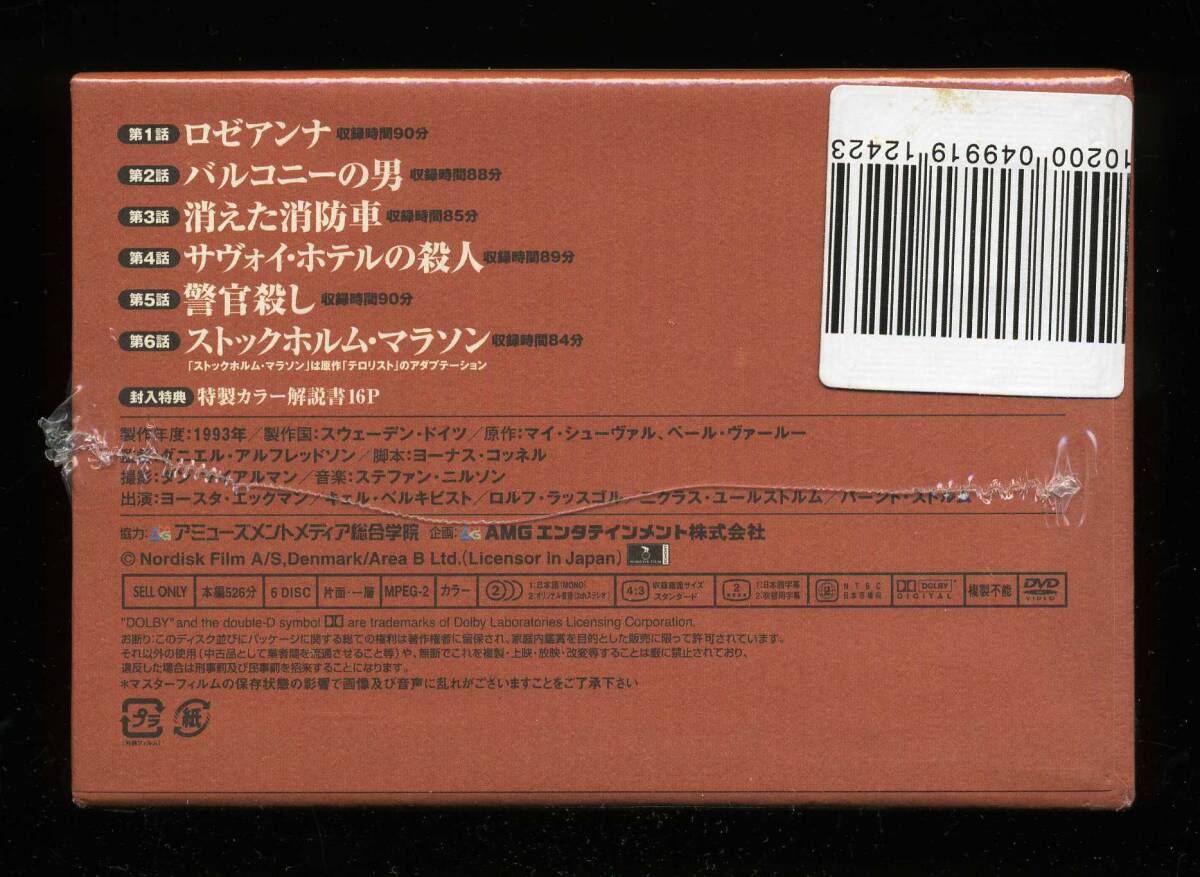 第1話 ロゼアンナ 収録時間90分
第2話 バルコニーの男 収録時間88分
第3話 消えた消防車 収録時間85分
第4話 サヴォイ・ホテルの殺人 収録時間89分
第5話 警官殺し 収録時間90分
第6話 ストックホルム・マラソン 収録時間84分
「ストックホルム・マラソン」は原作「テロリスト」のアダプテーション
封入特典 特製カラー解説書16P
10200 049919 12423
製作年度:1993年/製作国:スウェーデン・ドイツ/原作:マイ・シューヴァル、ペール・ヴァールー
ダニエル・アルフレッドソン/脚本:ヨーナス・コッネル
撮影:ダン マイアルマン/音楽:ステファン・ニルソン
出演:ヨースタ・エックマン/キェル・ベルキビスト/ロルフ・ラッスゴル/ニクラス・ユールストルム/
協力:AMG アミューズメントメディア総合学院 企画:AMG AMGエンタテインメント株式会社
© Nordisk Film A/S,Denmark/Area B Ltd.(Licensor in Japan)
SELL ONLY 本編526分 6 DISC 片面・一層 MPEG-2 カラー 2 1:日本語(MONO) 2:オリナル音声(2chステレオ) 4:3 収録画面サイズ スタンダード 2 1:日本語字幕 2:吹替用字幕 2 NTSC 日本市場向 DOLBY DIGITAL 複製不能 DVD VIDEO
"DOLBY" and the double-D symbol are trademarks of Dolby Laboratories Licensing Corporation.
お断り:このディスク並びにパッケージに関する総ての権利は著作権者に留保され、家庭内鑑賞を目的とした販売に限って許可されています。
それ以外の使用(中古品として業者間を流通させること等)や、無断でこれを複製・上映・放映・改変等することは厳に禁止されており、
違反した場合は刑事罰及び民事罰を招来することになります。
*マスターフィルムの保存状態の影響で画像及び音声に乱れがございますことをご了承下さい
プラ 紙
(外装フィルム)